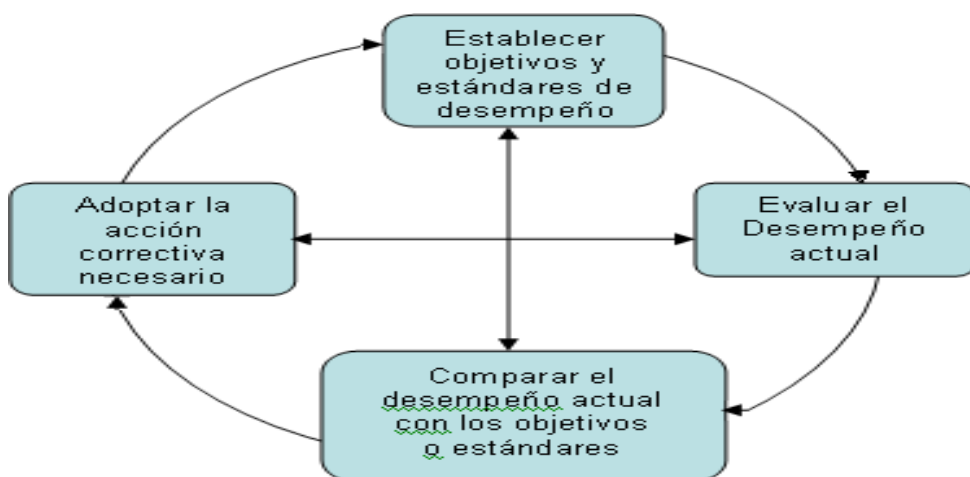 Establecer
objetivos y
estándares de
desempeño
Adoptar la
acción
correctiva
necesario
Evaluar el
Desempeño
actual
Comparar el
desempeño actual
con los objetivos
o estándares